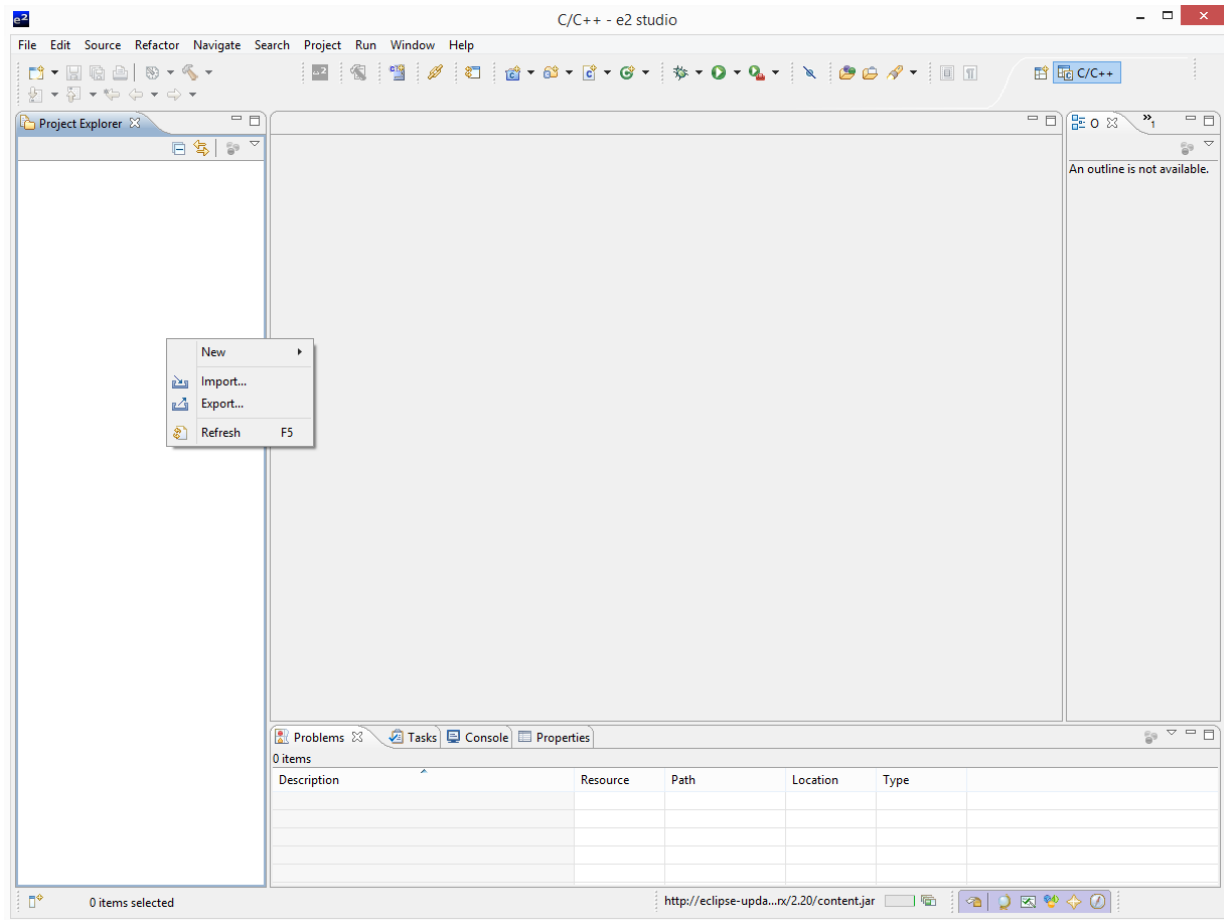 e2
C/C++ - e2 studio
File Edit Source Refactor Navigate Search Project Run Window Help
C/C++
Project Explorer
O
»1
An outline is not available.
New
Import...
Export...
Refresh F5
Problems Tasks Console Properties
0 items
Description Resource Path Location Type
0 items selected
http://eclipse-upda...rx/2.20/content.jar